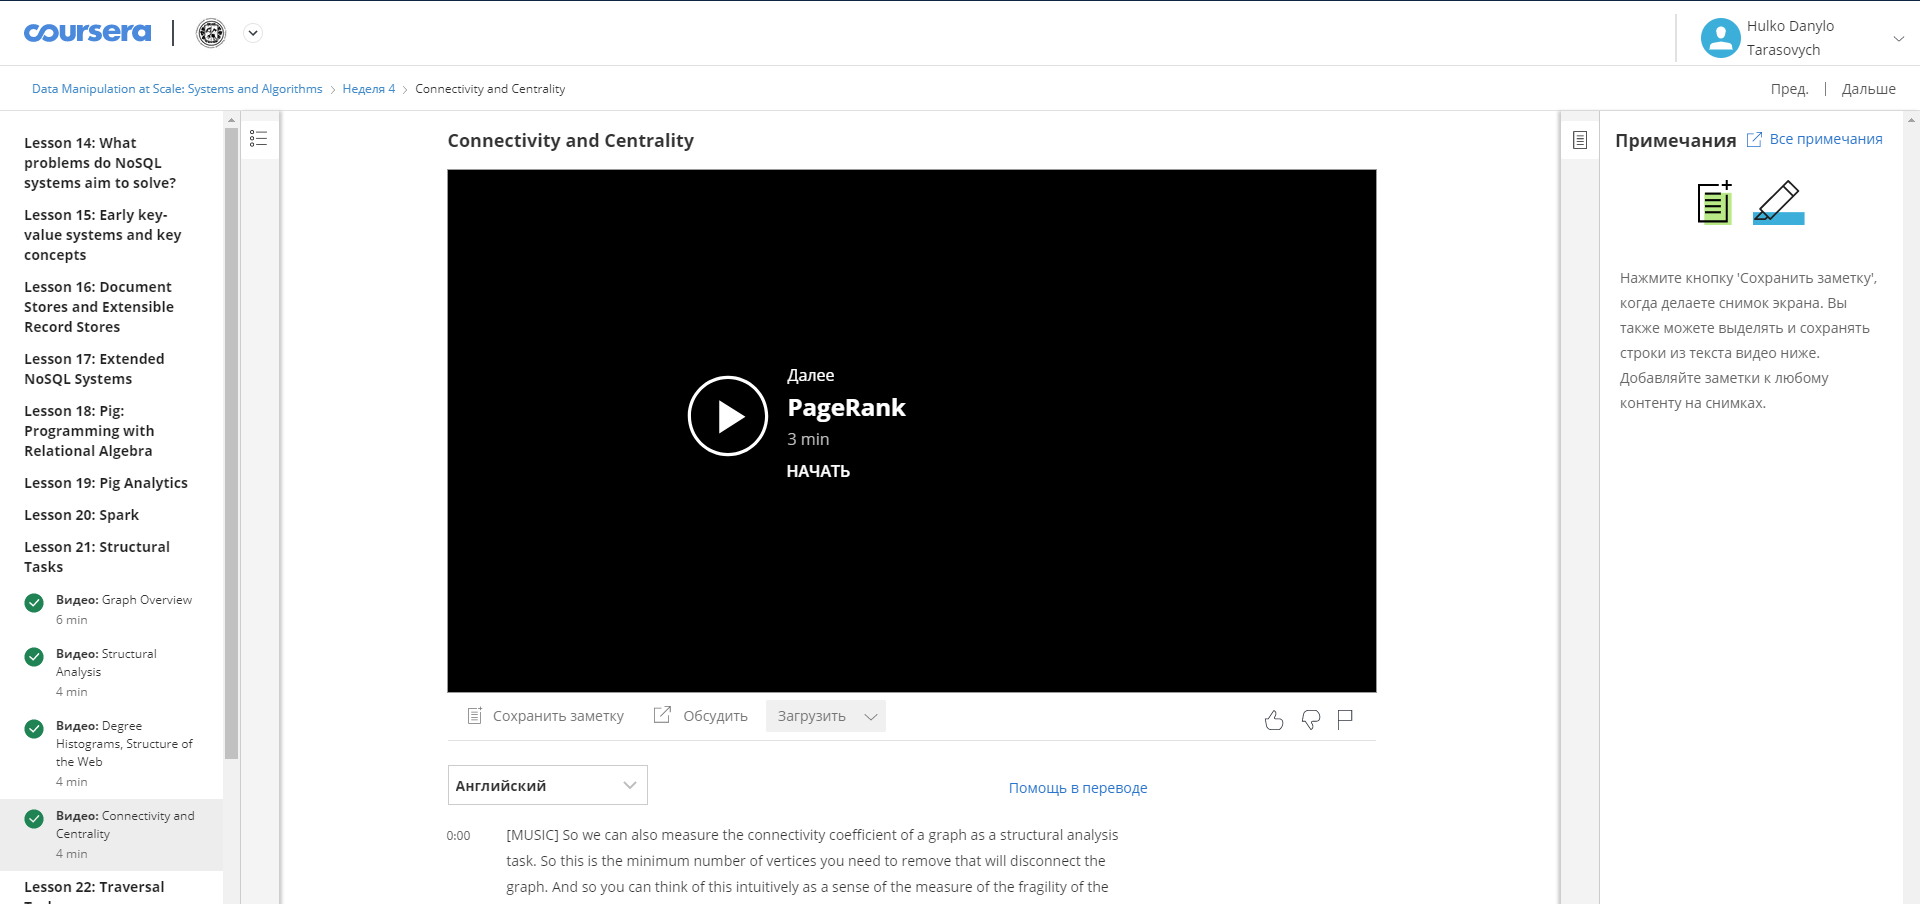 coursera
Hulko Danylo
Tarasovych
Data Manipulation at Scale: Systems and Algorithms
Неделя 4
Connectivity and Centrality
Пред.
Дальше
Lesson 14: What
problems do NoSQL
systems aim to solve?
Lesson 15: Early key-
value systems and key
concepts
Lesson 16: Document
Stores and Extensible
Record Stores
Lesson 17: Extended
NoSQL Systems
Lesson 18: Pig:
Programming with
Relational Algebra
Lesson 19: Pig Analytics
Lesson 20: Spark
Lesson 21: Structural
Tasks
Видео: Graph Overview
6 min
Видео: Structural
Analysis
4 min
Видео: Degree
Histograms, Structure of
the Web
4 min
Видео: Connectivity and
Centrality
4 min
Lesson 22: Traversal
Connectivity and Centrality
Далее
PageRank
3 min
НАЧАТЬ
Сохранить заметку
Обсудить
Загрузить
Английский
Помощь в переводе
0:00
[MUSIC] So we can also measure the connectivity coefficient of a graph as a structural analysis
task. So this is the minimum number of vertices you need to remove that will disconnect the
graph. And so you can think of this intuitively as a sense of the measure of the fragility of the
Примечания
Все примечания
Нажмите кнопку 'Сохранить заметку',
когда делаете снимок экрана. Вы
также можете выделять и сохранять
строки из текста видео ниже.
Добавляйте заметки к любому
контенту на снимках.